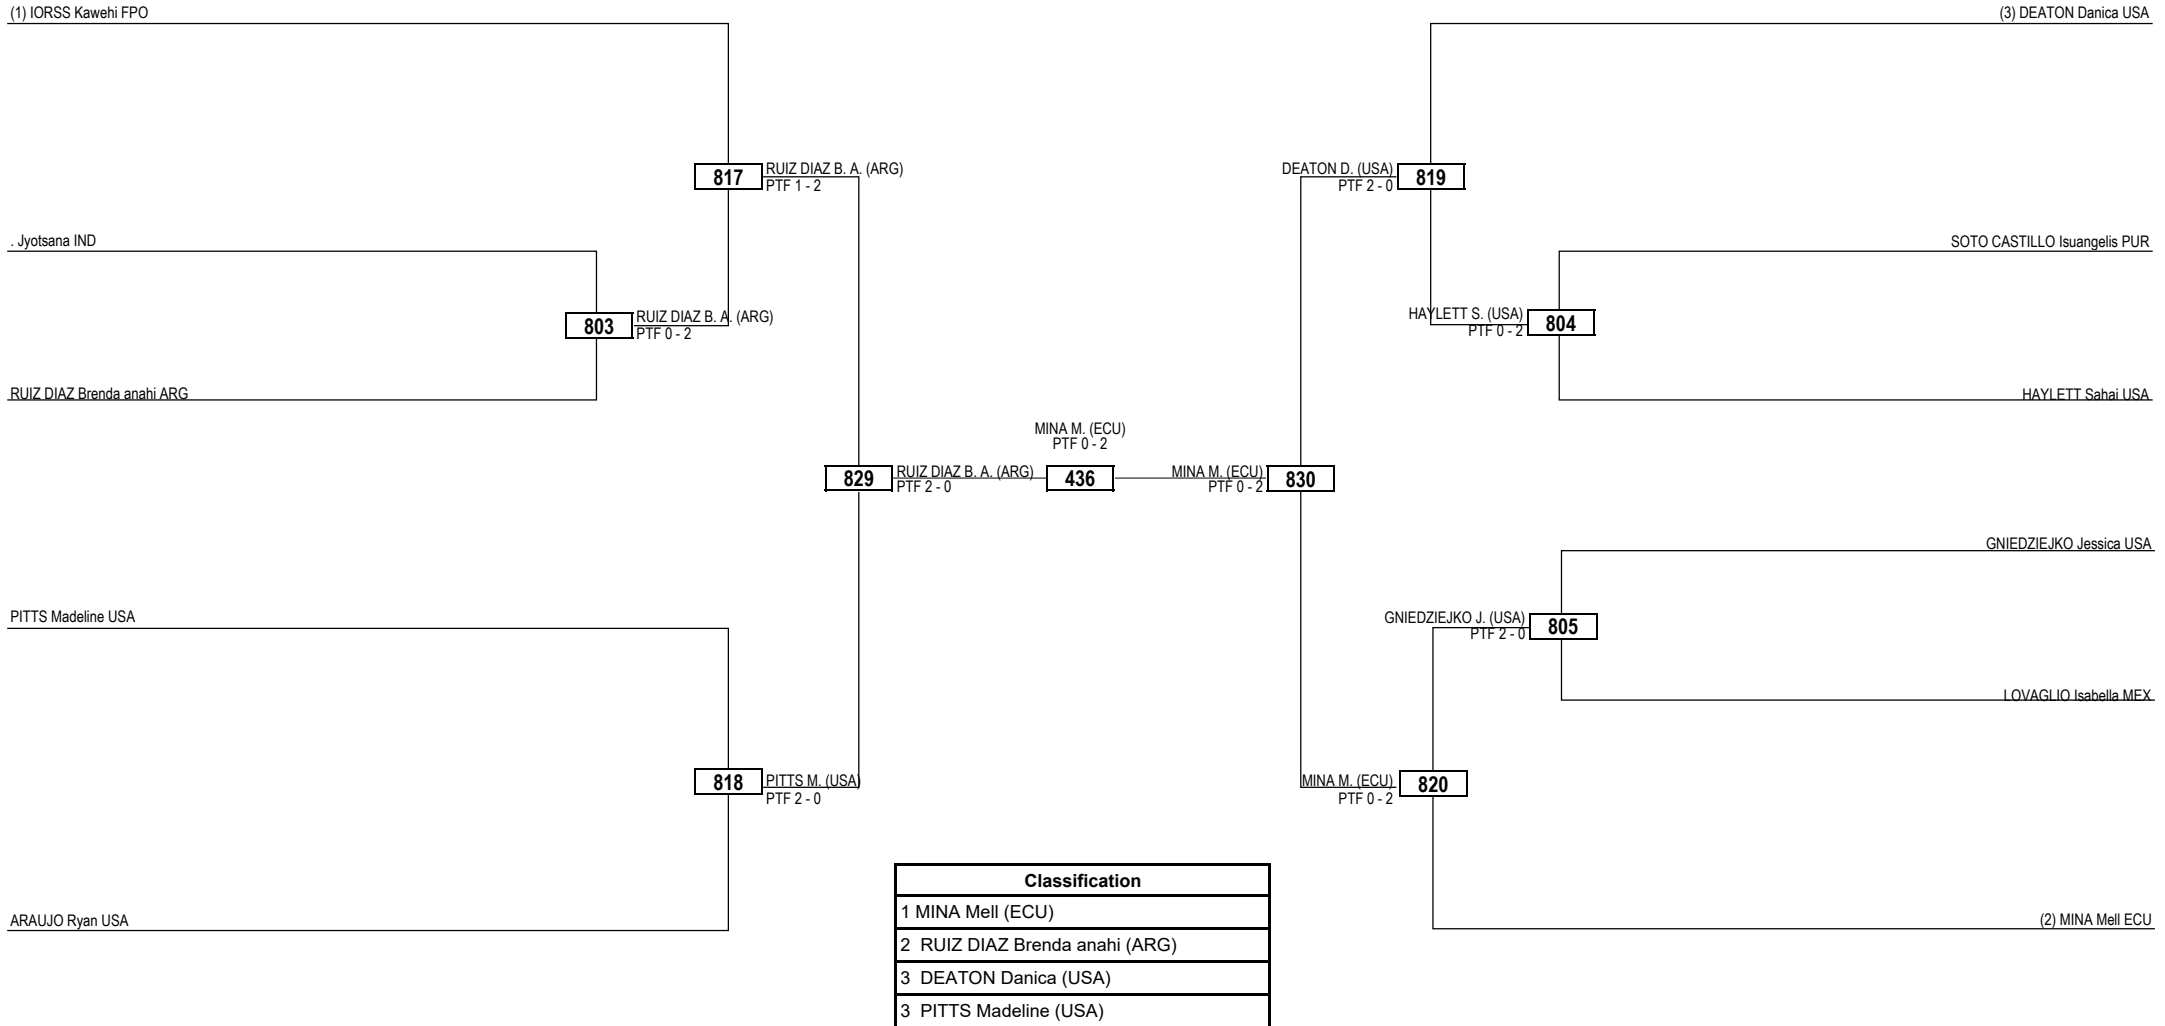 (1) IORSS Kawehi FPO
(3) DEATON Danica USA
817
RUIZ DIAZ B. A. (ARG)
PTF 1 - 2
DEATON D. (USA)
PTF 2 - 0
819
. Jyotsana IND
SOTO CASTILLO Isuangelis PUR
803
RUIZ DIAZ B. A. (ARG)
PTF 0 - 2
HAYLETT S. (USA)
PTF 0 - 2
804
RUIZ DIAZ Brenda anahi ARG
HAYLETT Sahai USA
MINA M. (ECU)
PTF 0 - 2
829
RUIZ DIAZ B. A. (ARG)
PTF 2 - 0
436
MINA M. (ECU)
PTF 0 - 2
830
GNIEDZIEJKO Jessica USA
PITTS Madeline USA
GNIEDZIEJKO J. (USA)
PTF 2 - 0
805
LOVAGLIO Isabella MEX
818
PITTS M. (USA)
PTF 2 - 0
MINA M. (ECU)
PTF 0 - 2
820
ARAUJO Ryan USA
(2) MINA Mell ECU
Classification
1 MINA Mell (ECU)
2 RUIZ DIAZ Brenda anahi (ARG)
3 DEATON Danica (USA)
3 PITTS Madeline (USA)